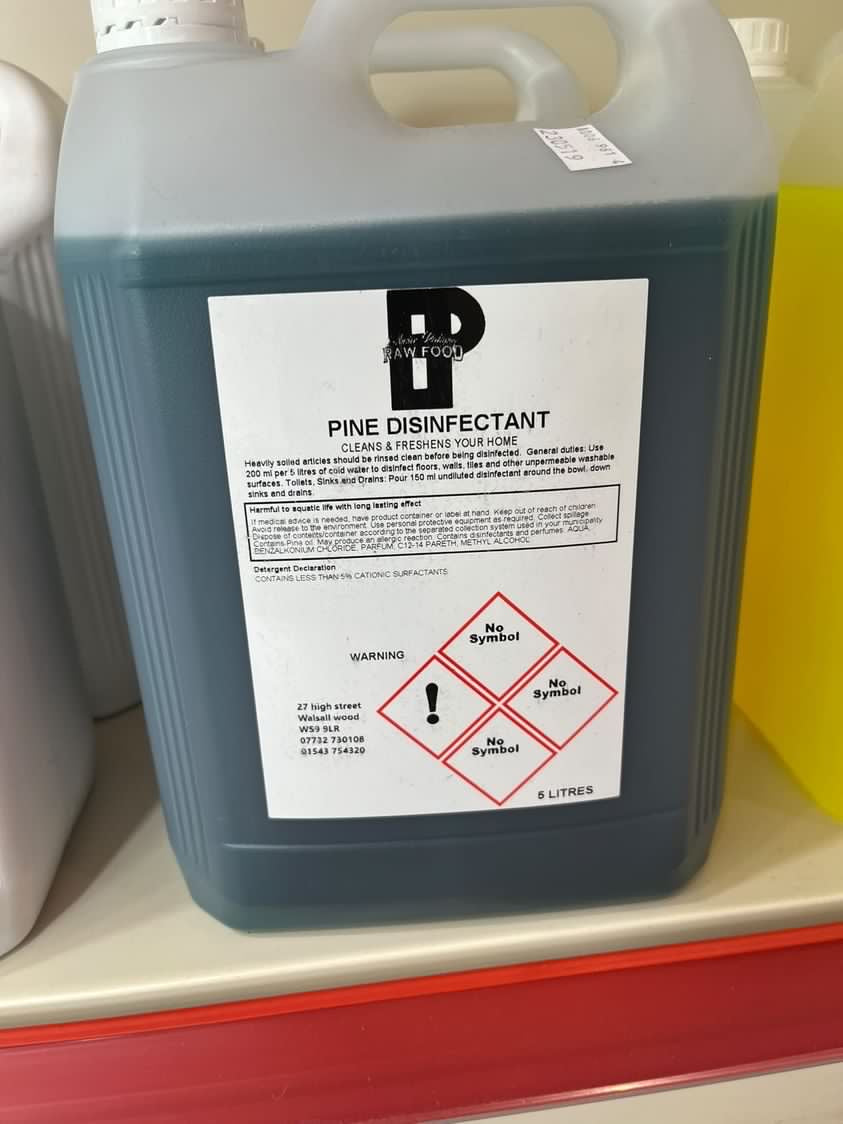 230519
PINE DISINFECTANT
RAW FOOD
CLEANS & FRESHENS YOUR HOME
Heavily soiled articles should be rinsed clean before being disinfected. General duties: Use
200 ml per 5 litres of cold water to disinfect floors, walls, tiles and other unpermeable washable
surfaces. Toilets, Sinks and Drains: Pour 150 ml undiluted disinfectant around the bowl, down
sinks and drains.
Harmful to aquatic life with long lasting effect
If medical advice is needed, have product container or label at hand. Keep out of reach of children.
Avoid release to the environment. Use personal protective equipment as required. Collect spillage.
Dispose of contents/container according to the separated collection system used in your municipality.
Contains Pine oil. May produce an allergic reaction. Contains disinfectants and perfumes. AQUA,
BENZALKONIUM CHLORIDE, PARFUM, C12-14 PARETH, METHYL ALCOHOL
Detergent Declaration
CONTAINS LESS THAN 5% CATIONIC SURFACTANTS
No
Symbol
WARNING
!
No
Symbol
No
Symbol
27 high street
Walsall wood
WS9 9LR
07732 730108
01543 754320
5 LITRES